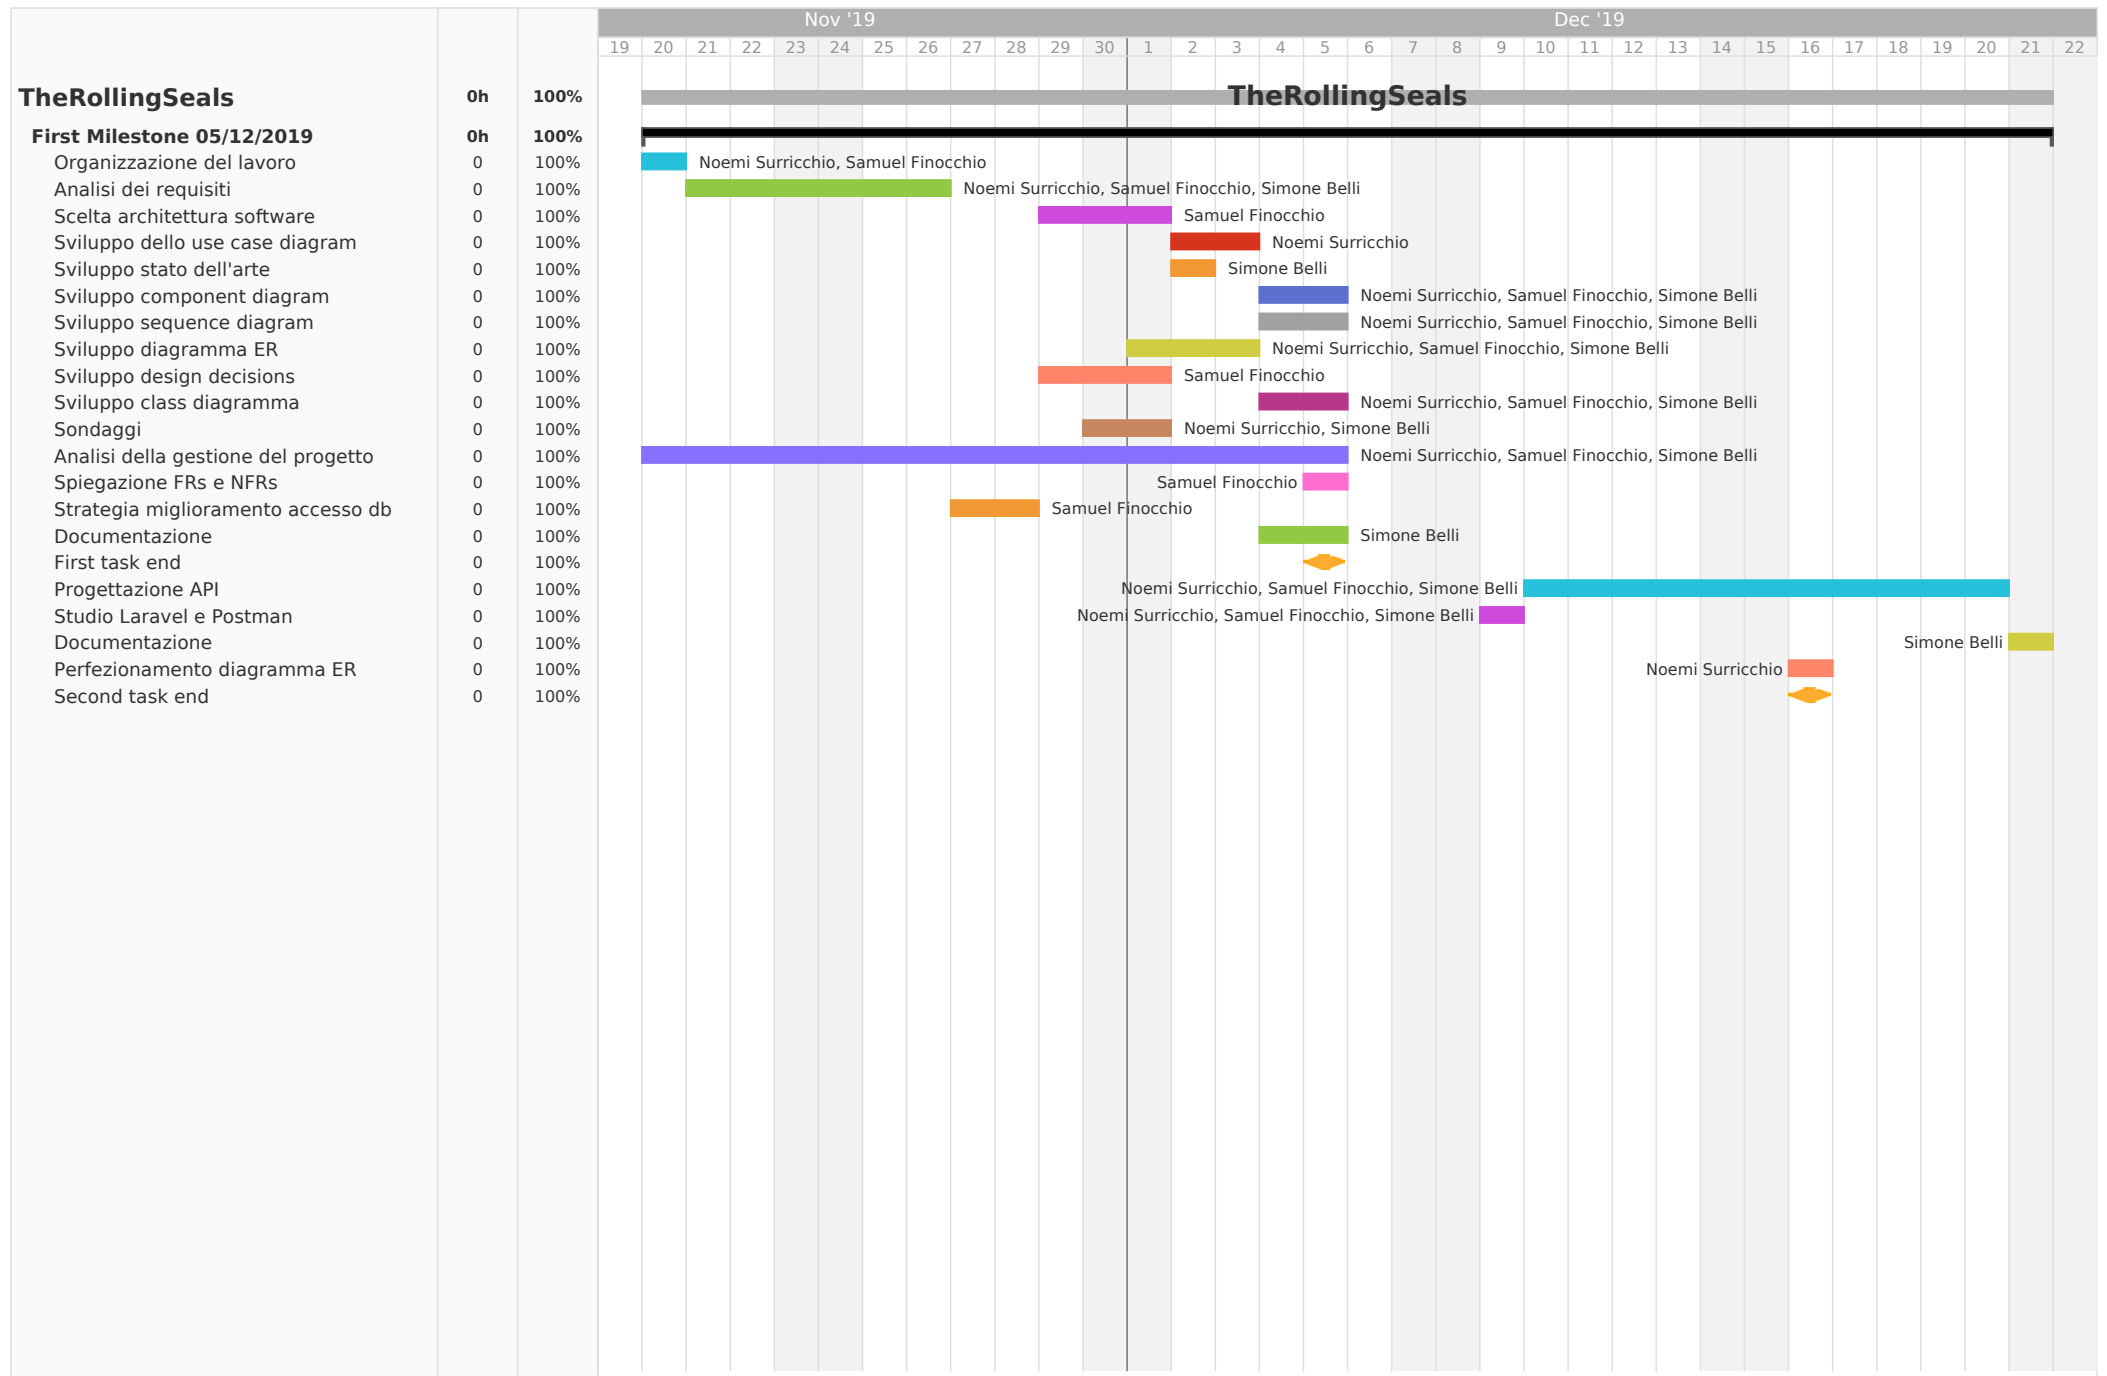 Nov '19 Dec '19
19 20 21 22 23 24 25 26 27 28 29 30 1 2 3 4 5 6 7 8 9 10 11 12 13 14 15 16 17 18 19 20 21 22
TheRollingSeals 0h 100% TheRollingSeals
First Milestone 05/12/2019 0h 100%
Organizzazione del lavoro 0 100% Noemi Surricchio, Samuel Finocchio
Analisi dei requisiti 0 100% Noemi Surricchio, Samuel Finocchio, Simone Belli
Scelta architettura software 0 100% Samuel Finocchio
Sviluppo dello use case diagram 0 100% Noemi Surricchio
Sviluppo stato dell'arte 0 100% Simone Belli
Sviluppo component diagram 0 100% Noemi Surricchio, Samuel Finocchio, Simone Belli
Sviluppo sequence diagram 0 100% Noemi Surricchio, Samuel Finocchio, Simone Belli
Sviluppo diagramma ER 0 100% Noemi Surricchio, Samuel Finocchio, Simone Belli
Sviluppo design decisions 0 100% Samuel Finocchio
Sviluppo class diagramma 0 100% Noemi Surricchio, Samuel Finocchio, Simone Belli
Sondaggi 0 100% Noemi Surricchio, Simone Belli
Analisi della gestione del progetto 0 100% Noemi Surricchio, Samuel Finocchio, Simone Belli
Spiegazione FRs e NFRs 0 100% Samuel Finocchio
Strategia miglioramento accesso db 0 100% Samuel Finocchio
Documentazione 0 100% Simone Belli
First task end 0 100%
Progettazione API 0 100% Noemi Surricchio, Samuel Finocchio, Simone Belli
Studio Laravel e Postman 0 100% Noemi Surricchio, Samuel Finocchio, Simone Belli
Documentazione 0 100% Simone Belli
Perfezionamento diagramma ER 0 100% Noemi Surricchio
Second task end 0 100%